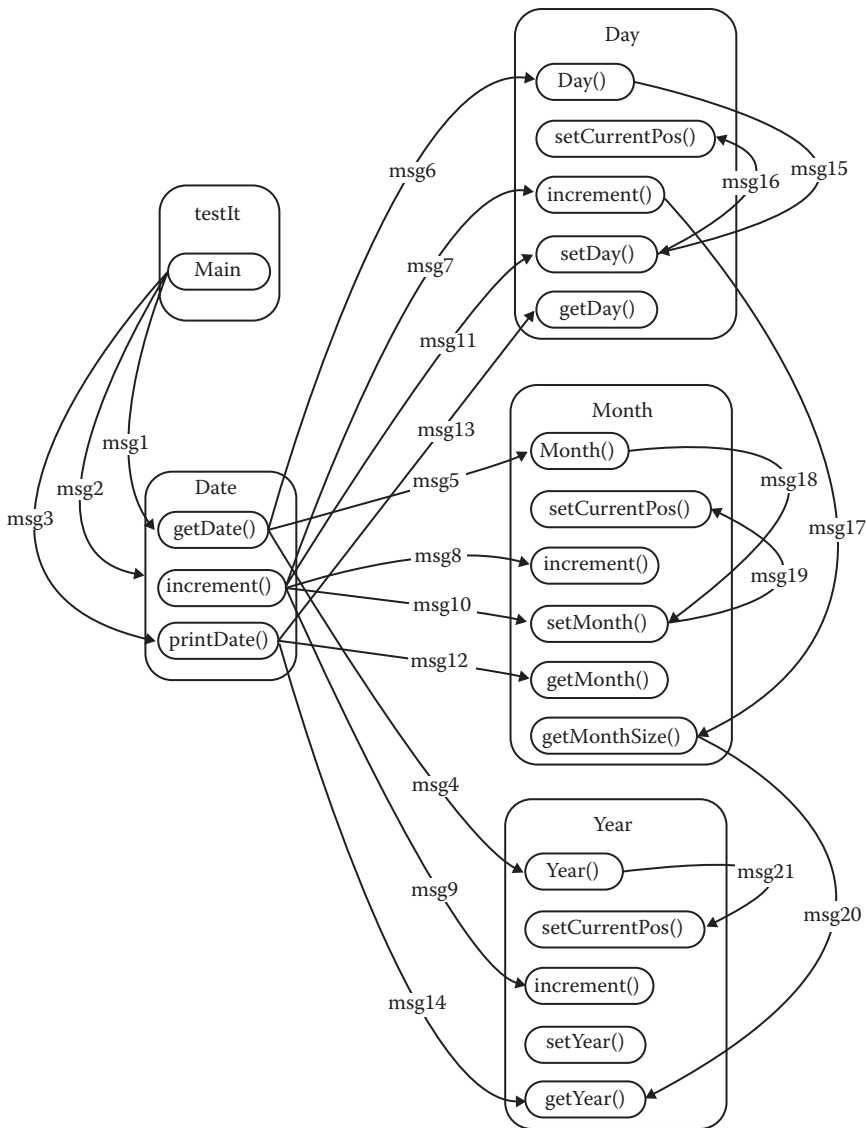 Day
Day()
setCurrentPos()
increment()
setDay()
getDay()
msg6
msg15
msg16
msg7
msg11
msg13
testIt
Main
msg1
msg2
msg3
Date
getDate()
increment()
printDate()
msg5
msg8
msg10
msg12
Month
Month()
setCurrentPos()
increment()
setMonth()
getMonth()
getMonthSize()
msg18
msg17
msg19
msg4
msg9
msg14
Year
Year()
setCurrentPos()
increment()
setYear()
getYear()
msg21
msg20